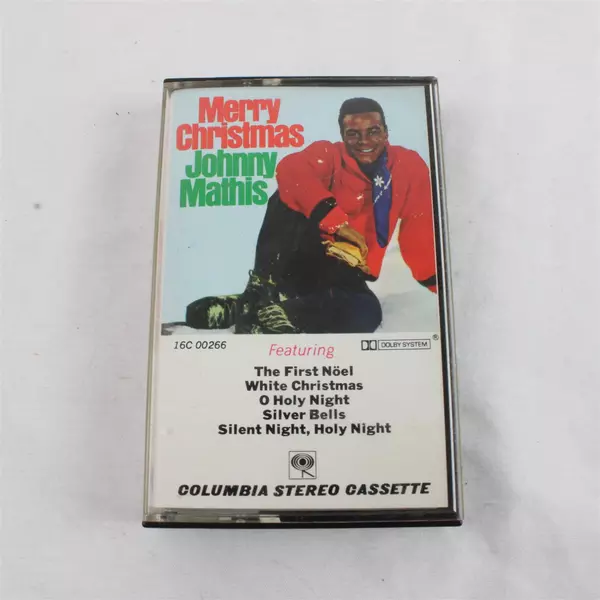 Merry
Christmas
Johnny
Mathis
16C 00266
Featuring
DOLBY SYSTEM ®
The First Nöel
White Christmas
O Holy Night
Silver Bells
Silent Night, Holy Night
COLUMBIA STEREO CASSETTE